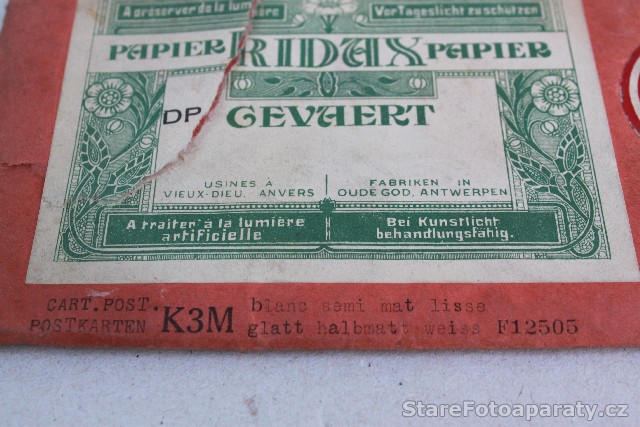 A préserver de la lumière Vor Tageslicht zu schützen
PAPIER RIDAX PAPIER
DP GEVAERT
USINES À FABRIKEN IN
VIEUX-DIEU, ANVERS OUDE GOD, ANTWERPEN
A traiter à la lumière Bei Kunstlicht
artificielle behandlungsfähig.
CART. POST. K3M blanc semi mat lisse
POSTKARTEN glatt halbmatt weiss F12505
StareFotoaparaty.cz